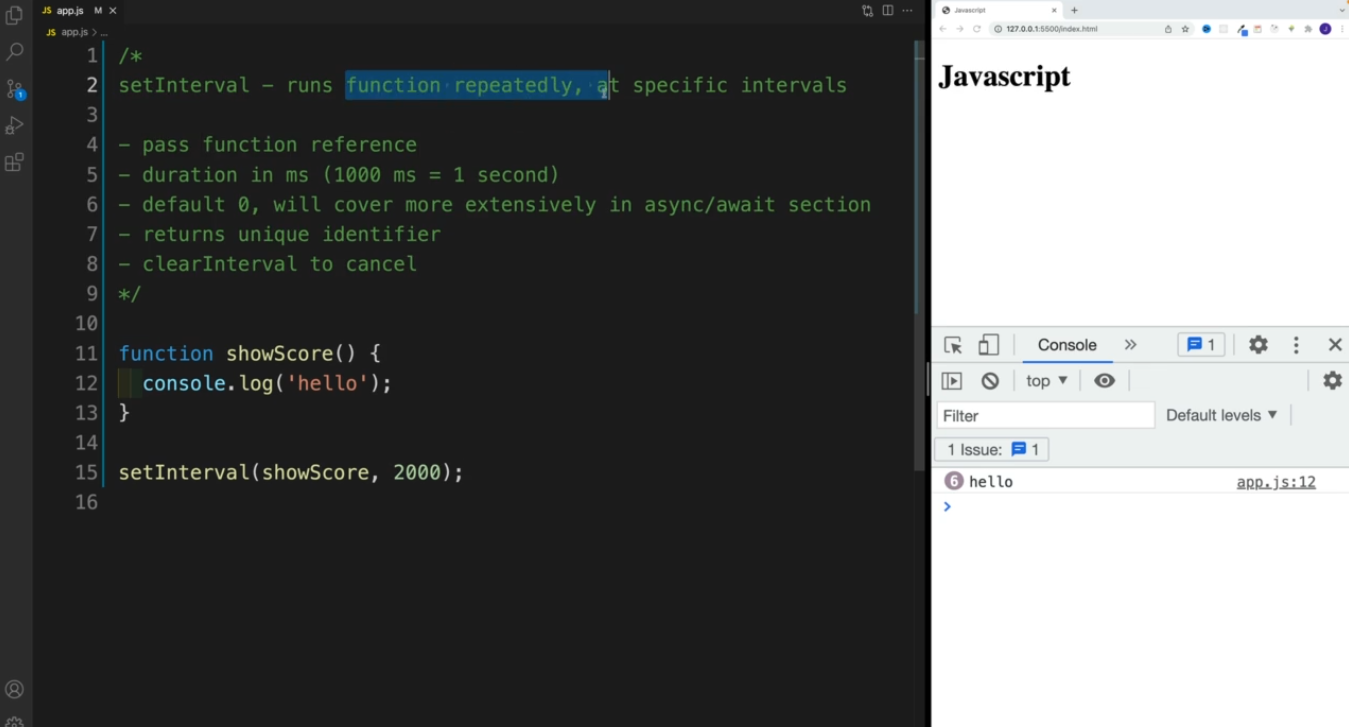 JS app.js M
JS app.js > ...
1 /*
2 setInterval – runs function repeatedly, at specific intervals
3
4 – pass function reference
5 – duration in ms (1000 ms = 1 second)
6 – default 0, will cover more extensively in async/await section
7 – returns unique identifier
8 – clearInterval to cancel
9 */
10
11 function showScore() {
12 console.log('hello');
13 }
14
15 setInterval(showScore, 2000);
16
1
Javascript
127.0.0.1:5500/index.html
J
Javascript
Console » 1
top ▼
Filter Default levels ▼
1 Issue: 1
6 hello app.js:12
>